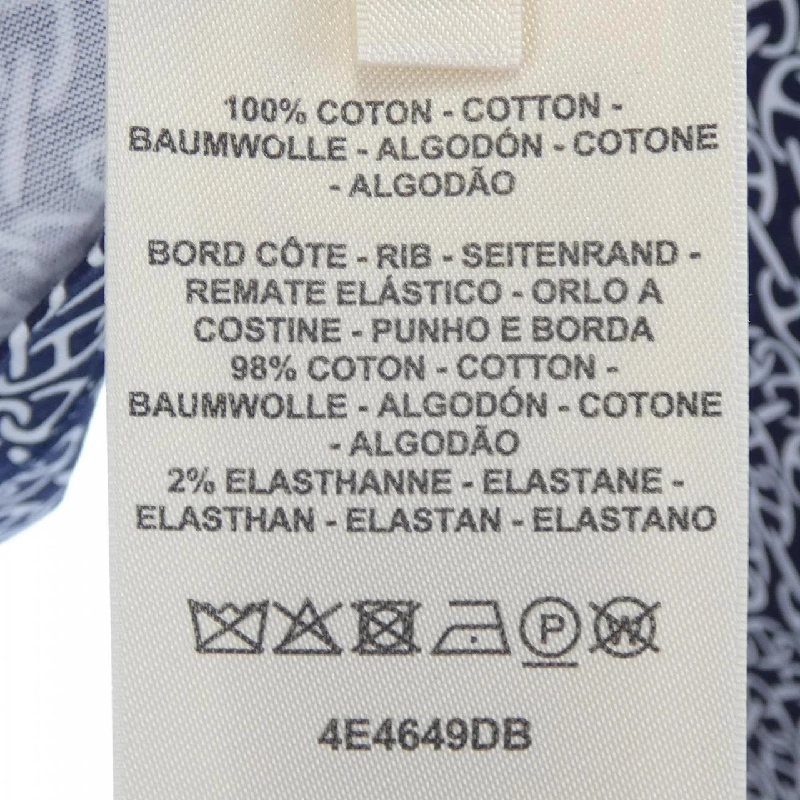 100% COTON - COTTON -
BAUMWOLLE - ALGODÓN - COTONE
- ALGODÃO
BORD CÔTE - RIB - SEITENRAND -
REMATE ELÁSTICO - ORLO A
COSTINE - PUNHO E BORDA
98% COTON - COTTON -
BAUMWOLLE - ALGODÓN - COTONE
- ALGODÃO
2% ELASTHANNE - ELASTANE -
ELASTHAN - ELASTAN - ELASTANO
P W
4E4649DB